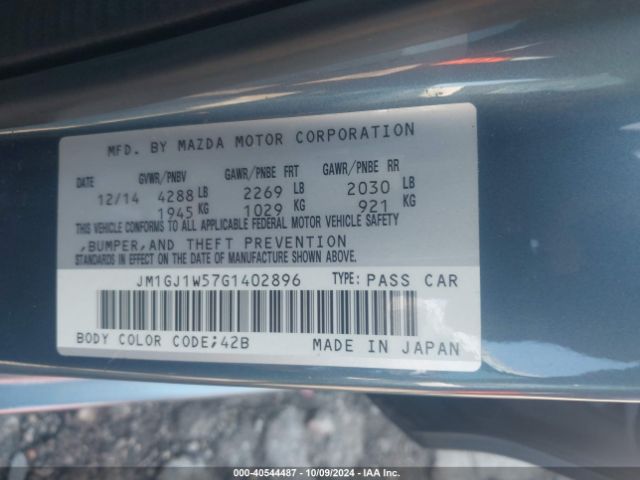 MFD. BY MAZDA MOTOR CORPORATION
DATE GVWR/PNBV GAWR/PNBE FRT GAWR/PNBE RR
12/14 4288 LB 2269 LB 2030 LB
1945 KG 1029 KG 921 KG
THIS VEHICLE CONFORMS TO ALL APPLICABLE FEDERAL MOTOR VEHICLE SAFETY
,BUMPER,AND THEFT PREVENTION
STANDARDS IN EFFECT ON THE DATE OF MANUFACTURE SHOWN ABOVE.
JM1GJ1W57G1402896 TYPE: PASS CAR
BODY COLOR CODE;42B MADE IN JAPAN
000-40544487 - 10/09/2024 - IAA Inc.